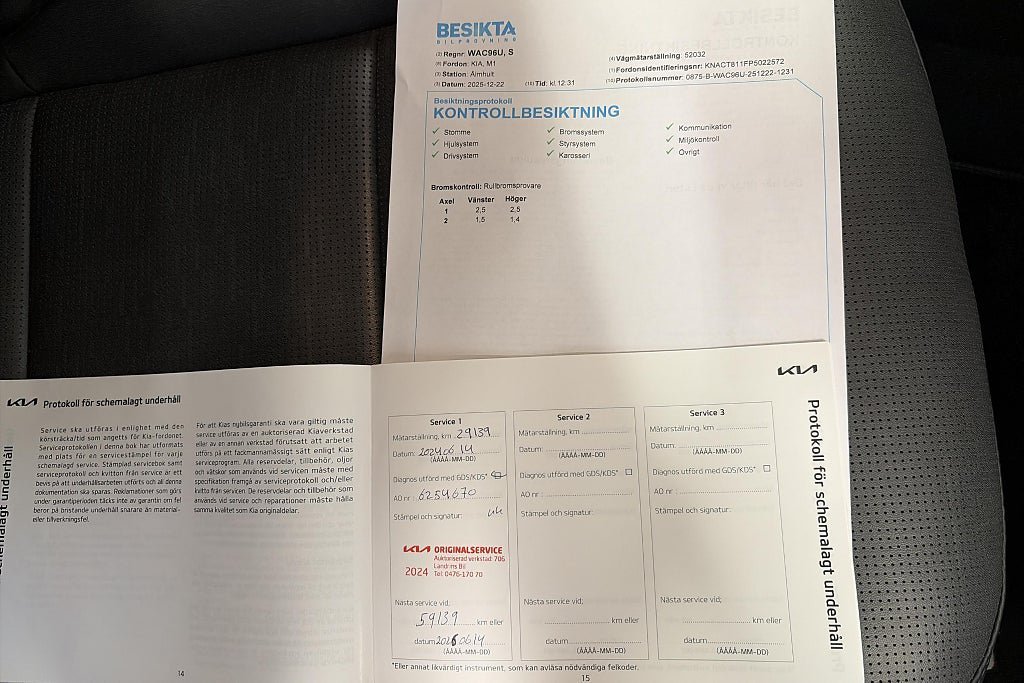 BESIKTA
BILPROVNING
(2) Regnr: WAC96U, S
(6) Fordon: KIA, M1
(3) Station: Älmhult
(3) Datum: 2025-12-22
(10) Tid: kl.12:31
(4) Vägmätarställning: 52032
(1) Fordonsidentifieringsnr: KNACT811FP5022572
(10) Protokollsnummer: 0875-B-WAC96U-251222-1231
Besiktningsprotokoll
KONTROLLBESIKTNING
Stomme
Hjulsystem
Drivsystem
Bromssystem
Styrsystem
Karosseri
Kommunikation
Miljökontroll
Övrigt
Bromskontroll: Rullbromsprovare
Axel Vänster Höger
1 2,5 2,5
2 1,5 1,4
KIA Protokoll för schemalagt underhåll
Service ska utföras i enlighet med den
körsträcka/tid som angetts för Kia-fordonet.
Serviceprotokollen i denna bok har utformats
med plats för en servicestämpel för varje
schemalagd service. Stämplad servicebok samt
serviceprotokoll och kvitton från service är ett
bevis på att underhållsarbeten utförts och all denna
dokumentation ska sparas. Reklamationer som görs
under garantiperioden täcks inte av garantin om fel
beror på bristande underhåll snarare än material-
eller tillverkningsfel.
För att Kias nybilsgaranti ska vara giltig måste
service utföras av en auktoriserad Kiaverkstad
eller av en annan verkstad förutsatt att arbetet
utförs på ett fackmannamässigt sätt enligt Kias
serviceprogram. Alla reservdelar, tillbehör, oljor
och vätskor som används vid servicen måste med
specifikation framgå av serviceprotokoll och/eller
kvitto från servicen. De reservdelar och tillbehör som
används vid service och reparationer måste hålla
samma kvalitet som Kia originaldelar.
14
KIA
Protokoll för schemalagt underhåll
Service 1
Mätarställning, km 29139
Datum: 20240614
(ÅÅÅÅ-MM-DD)
Diagnos utförd med GDS/KDS*
AO nr : 6254670
Stämpel och signatur:
KIA ORIGINALSERVICE
Auktoriserad verkstad: 706
Landrins Bil
2024 Tel: 0476-170 70
Nästa service vid;
59139 km eller
datum 20260614
(ÅÅÅÅ-MM-DD)
Service 2
Mätarställning, km
Datum:
(ÅÅÅÅ-MM-DD)
Diagnos utförd med GDS/KDS*
AO nr :
Stämpel och signatur:
Nästa service vid;
km eller
datum
(ÅÅÅÅ-MM-DD)
Service 3
Mätarställning, km
Datum:
(ÅÅÅÅ-MM-DD)
Diagnos utförd med GDS/KDS*
AO nr :
Stämpel och signatur:
Nästa service vid;
km eller
datum
(ÅÅÅÅ-MM-DD)
*Eller annat likvärdigt instrument, som kan avläsa nödvändiga felkoder.
15